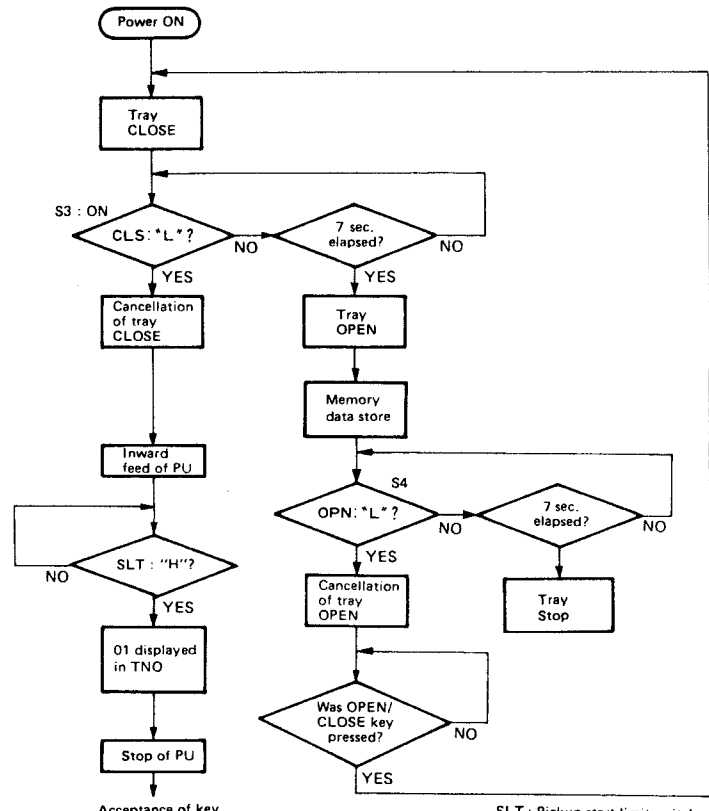 Power ON
Tray
CLOSE
S3 : ON
CLS: "L" ?
NO
7 sec.
elapsed?
NO
YES
YES
Cancellation
of tray
CLOSE
Tray
OPEN
Memory
data store
Inward
feed of PU
S4
OPN: "L" ?
NO
7 sec.
elapsed?
NO
SLT : "H"?
NO
YES
YES
Cancellation
of tray
OPEN
Tray
Stop
01 displayed
in TNO
Was OPEN/
CLOSE key
pressed?
NO
Stop of PU
YES
Acceptance of key
SLT : Pickup start limit